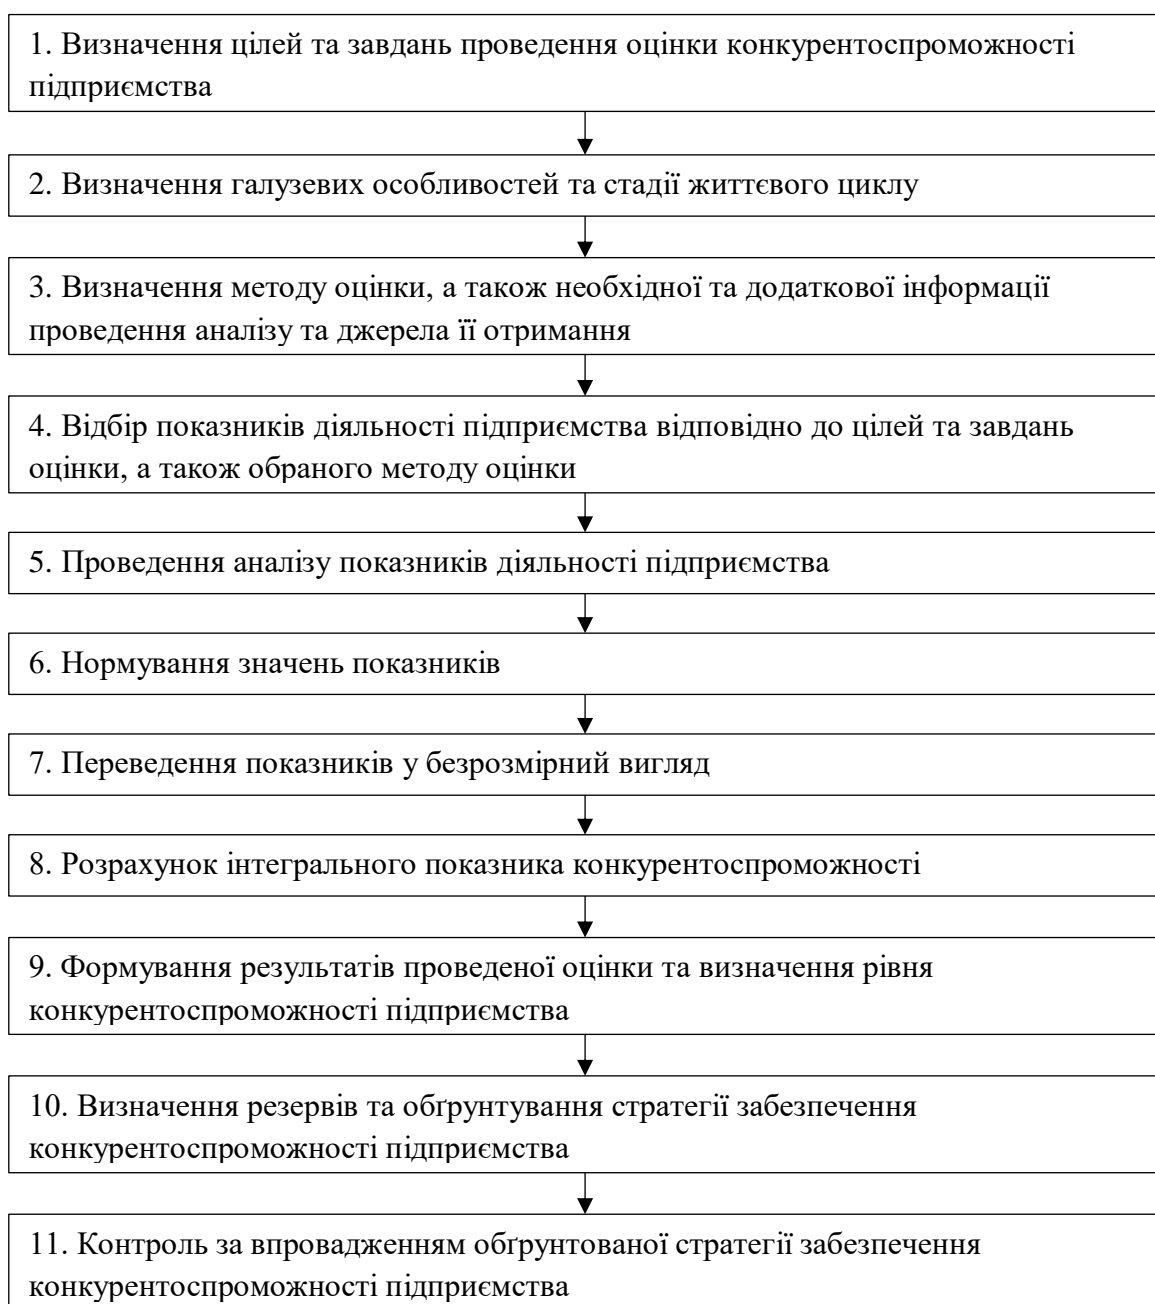 1. Визначення цілей та завдань проведення оцінки конкурентоспроможності
підприємства
2. Визначення галузевих особливостей та стадії життєвого циклу
3. Визначення методу оцінки, а також необхідної та додаткової інформації
проведення аналізу та джерела її отримання
4. Відбір показників діяльності підприємства відповідно до цілей та завдань
оцінки, а також обраного методу оцінки
5. Проведення аналізу показників діяльності підприємства
6. Нормування значень показників
7. Переведення показників у безрозмірний вигляд
8. Розрахунок інтегрального показника конкурентоспроможності
9. Формування результатів проведеної оцінки та визначення рівня
конкурентоспроможності підприємства
10. Визначення резервів та обґрунтування стратегії забезпечення
конкурентоспроможності підприємства
11. Контроль за впровадженням обґрунтованої стратегії забезпечення
конкурентоспроможності підприємства